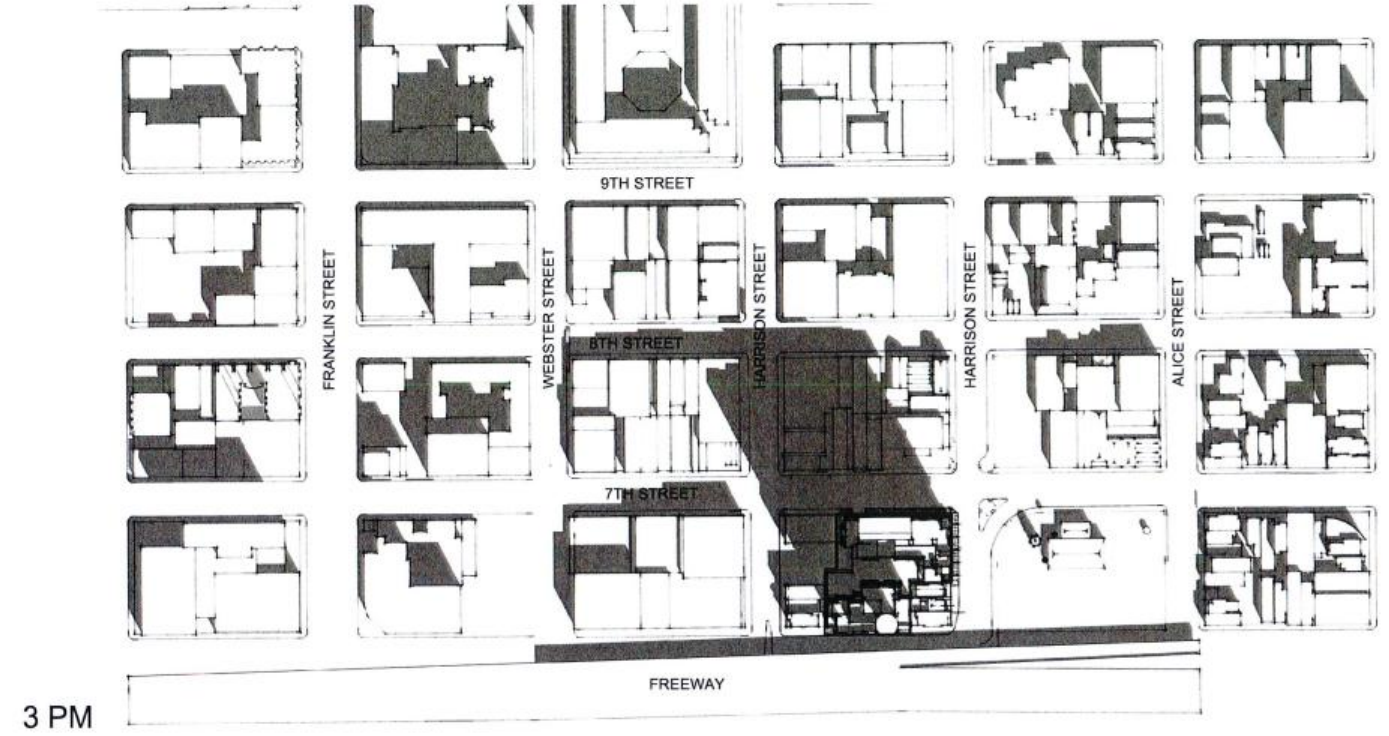 9TH STREET
FRANKLIN STREET
WEBSTER STREET
HARRISON STREET
HARRISON STREET
ALICE STREET
8TH STREET
7TH STREET
FREEWAY
3 PM